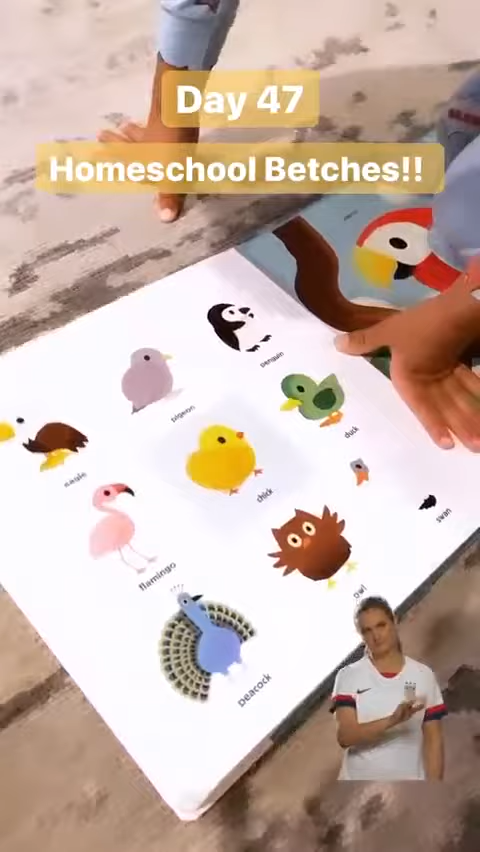 Day 47
Homeschool Betches!!
penguin
pigeon
duck
eagle
chick
swan
flamingo
owl
peacock